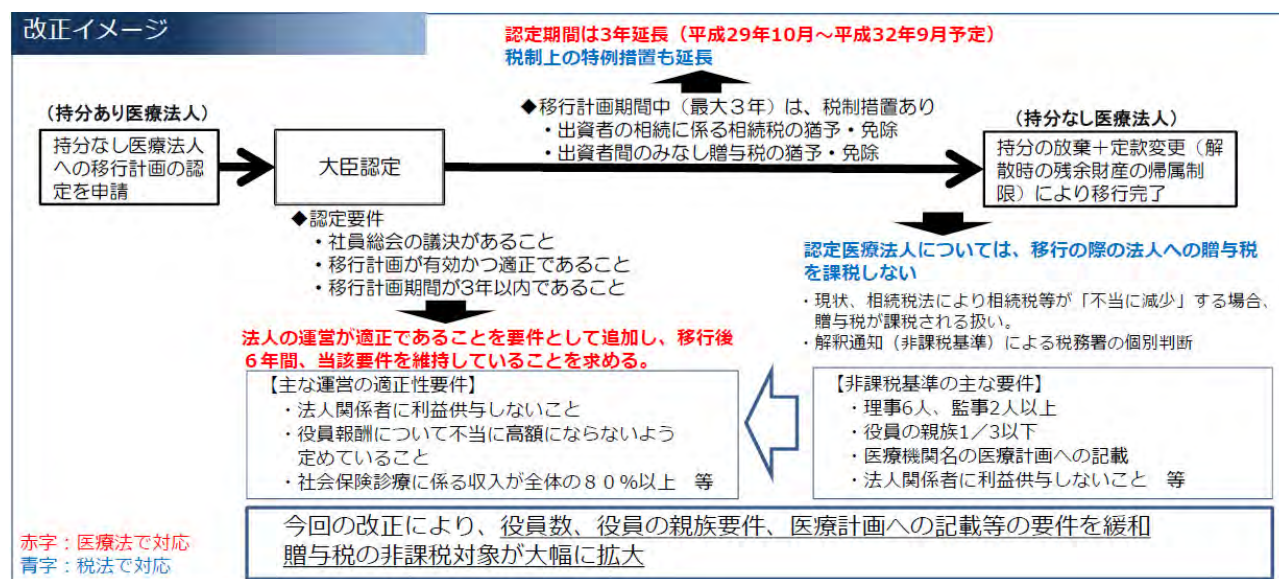 改正イメージ
認定期間は3年延長（平成29年10月～平成32年9月予定）
税制上の特例措置も延長
（持分あり医療法人）
持分なし医療法人
への移行計画の認
定を申請
大臣認定
◆移行計画期間中（最大３年）は、税制措置あり
・出資者の相続に係る相続税の猶予・免除
・出資者間のみなし贈与税の猶予・免除
（持分なし医療法人）
持分の放棄＋定款変更（解
散時の残余財産の帰属制
限）により移行完了
◆認定要件
・社員総会の議決があること
・移行計画が有効かつ適正であること
・移行計画期間が3年以内であること
認定医療法人については、移行の際の法人への贈与税
を課税しない
・現状、相続税法により相続税等が「不当に減少」する場合、
贈与税が課税される扱い。
・解釈通知（非課税基準）による税務署の個別判断
法人の運営が適正であることを要件として追加し、移行後
６年間、当該要件を維持していることを求める。
【主な運営の適正性要件】
・法人関係者に利益供与しないこと
・役員報酬について不当に高額にならないよう
定めていること
・社会保険診療に係る収入が全体の８０％以上　等
【非課税基準の主な要件】
・理事6人、監事2人以上
・役員の親族1／3以下
・医療機関名の医療計画への記載
・法人関係者に利益供与しないこと　等
今回の改正により、役員数、役員の親族要件、医療計画への記載等の要件を緩和
贈与税の非課税対象が大幅に拡大
赤字：医療法で対応
青字：税法で対応